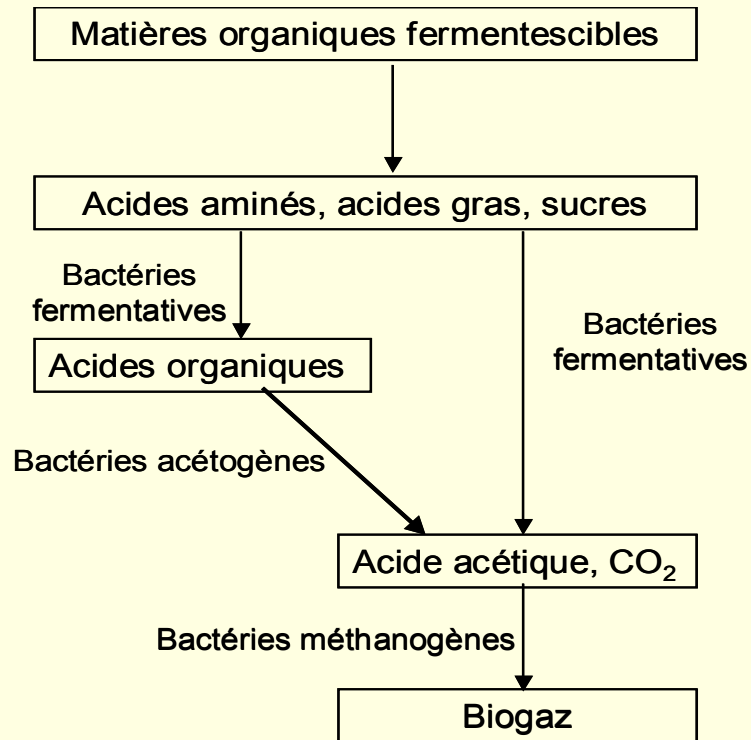 Matières organiques fermentescibles
Acides aminés, acides gras, sucres
Bactéries
fermentatives
Bactéries
fermentatives
Acides organiques
Bactéries acétogènes
Acide acétique, CO₂
Bactéries méthanogènes
Biogaz